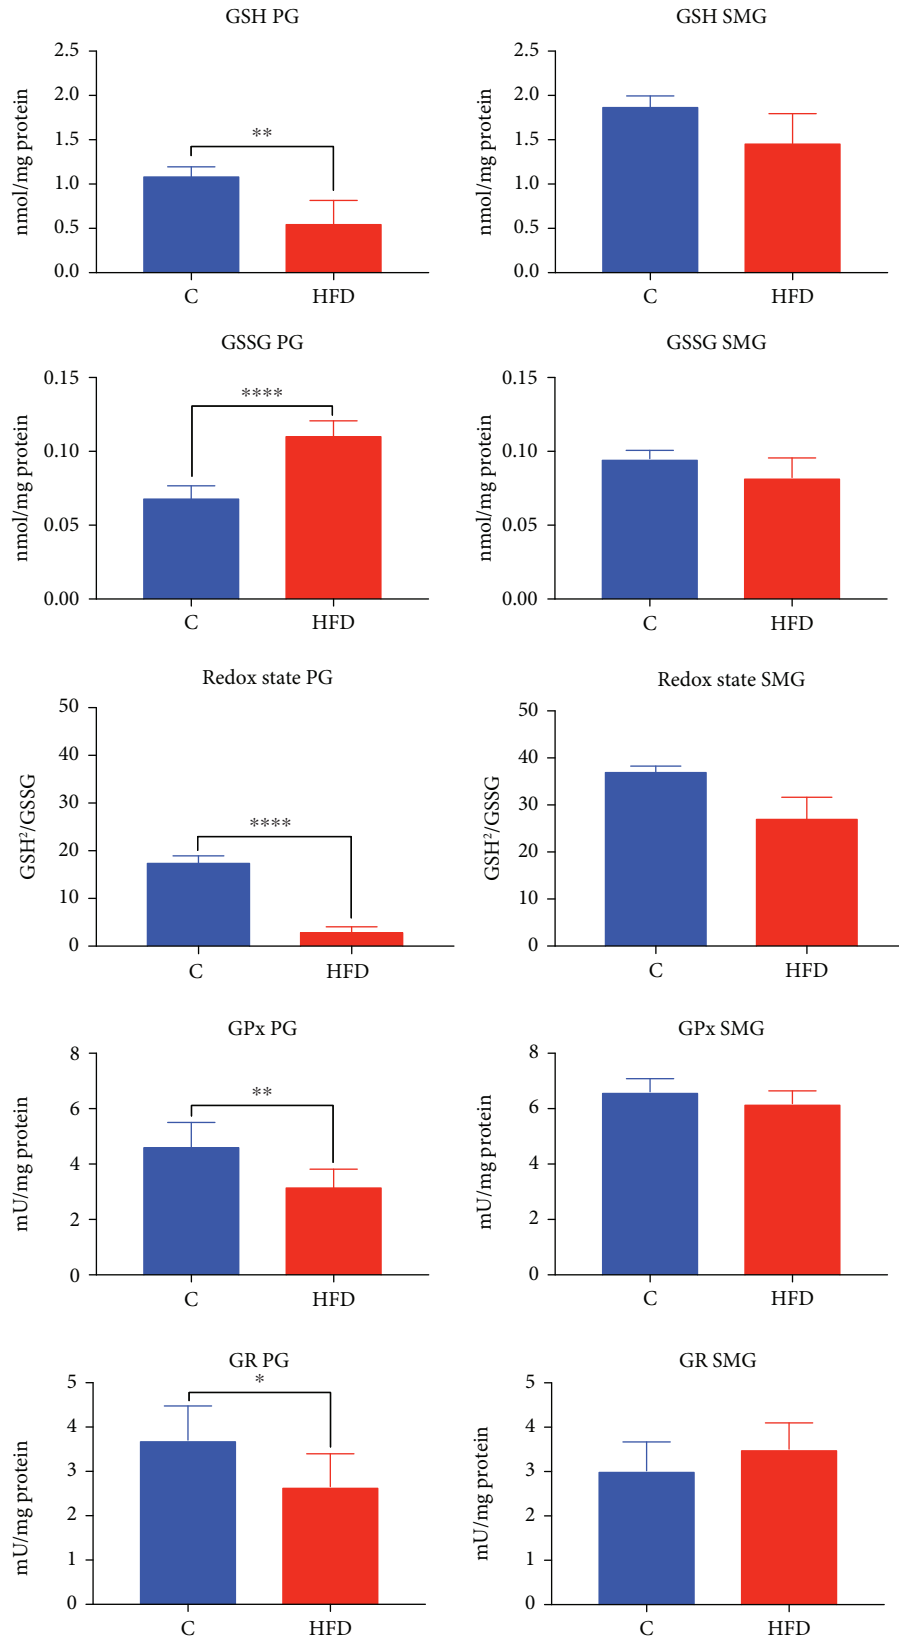 GSH PG
nmol/mg protein
2.5
2.0
1.5
1.0
0.5
0.0
**
C HFD
GSH SMG
nmol/mg protein
2.5
2.0
1.5
1.0
0.5
0.0
C HFD
GSSG PG
nmol/mg protein
0.15
0.10
0.05
0.00
****
C HFD
GSSG SMG
nmol/mg protein
0.15
0.10
0.05
0.00
C HFD
Redox state PG
GSH²/GSSG
50
40
30
20
10
0
****
C HFD
Redox state SMG
GSH²/GSSG
50
40
30
20
10
0
C HFD
GPx PG
mU/mg protein
8
6
4
2
0
**
C HFD
GPx SMG
mU/mg protein
8
6
4
2
0
C HFD
GR PG
mU/mg protein
5
4
3
2
1
0
*
C HFD
GR SMG
mU/mg protein
5
4
3
2
1
0
C HFD